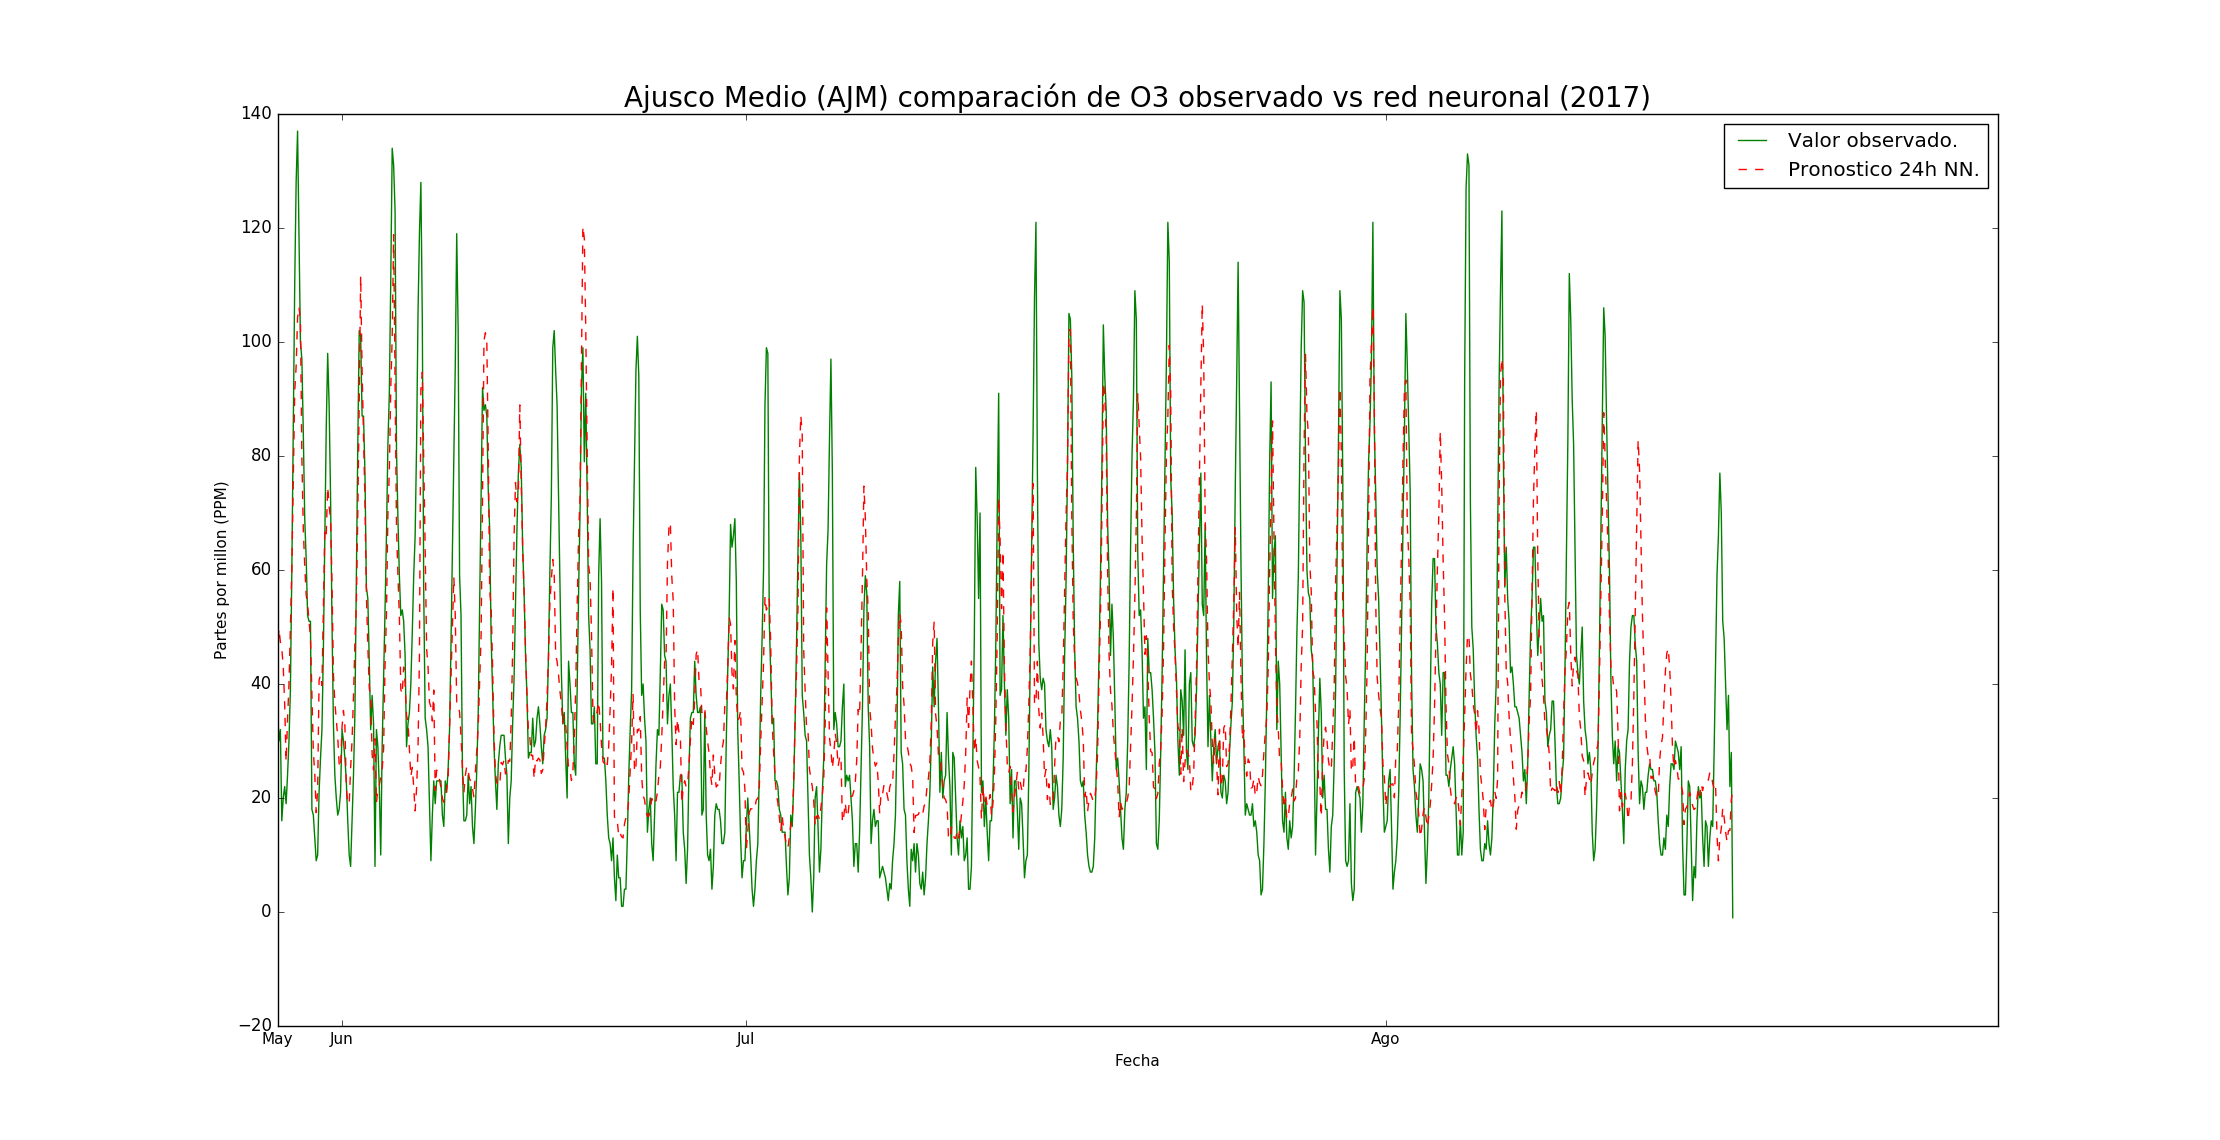 Ajusco Medio (AJM) comparación de O3 observado vs red neuronal (2017)
Valor observado.
Pronostico 24h NN.
Partes por millon (PPM)
140
120
100
80
60
40
20
0
−20
May
Jun
Jul
Ago
Fecha